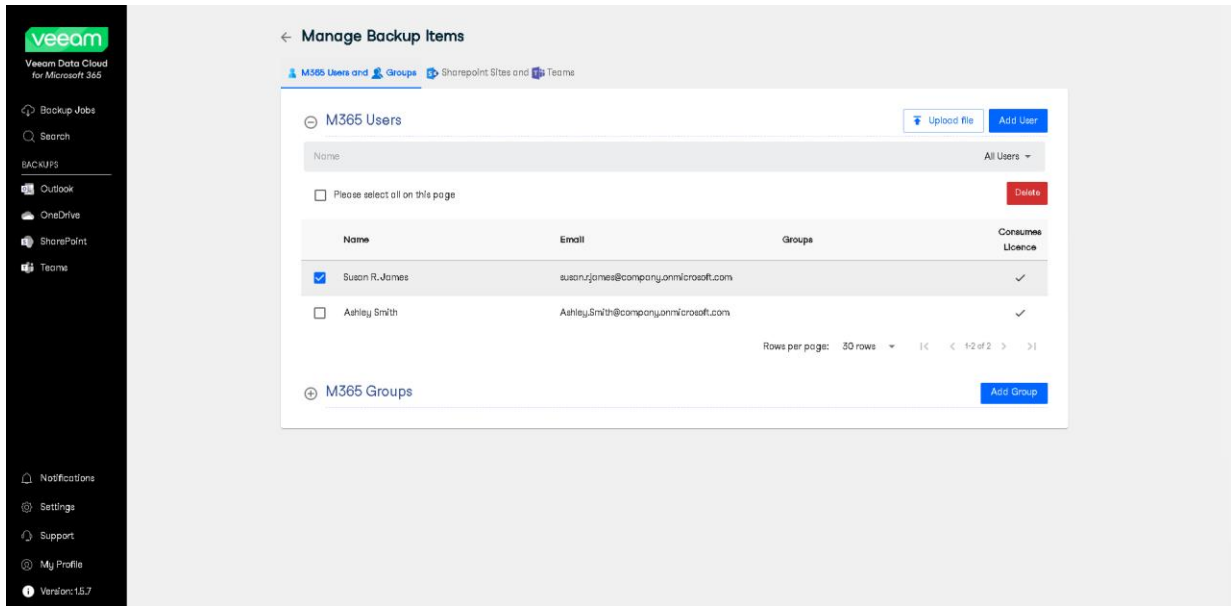 veeam
Veeam Data Cloud
for Microsoft 365
Backup Jobs
Search
BACKUPS
Outlook
OneDrive
SharePoint
Teams
Notifications
Settings
Support
My Profile
Version: 1.5.7
Manage Backup Items
M365 Users and Groups Sharepoint Sites and Teams
M365 Users
Upload file Add User
Name All Users
Please select all on this page Delete
Name Email Groups Consumes
Licence
Susan R. James susan.r.james@company.onmicrosoft.com
Ashley Smith Ashley.Smith@company.onmicrosoft.com
Rows per page: 30 rows 1-2 of 2
M365 Groups Add Group